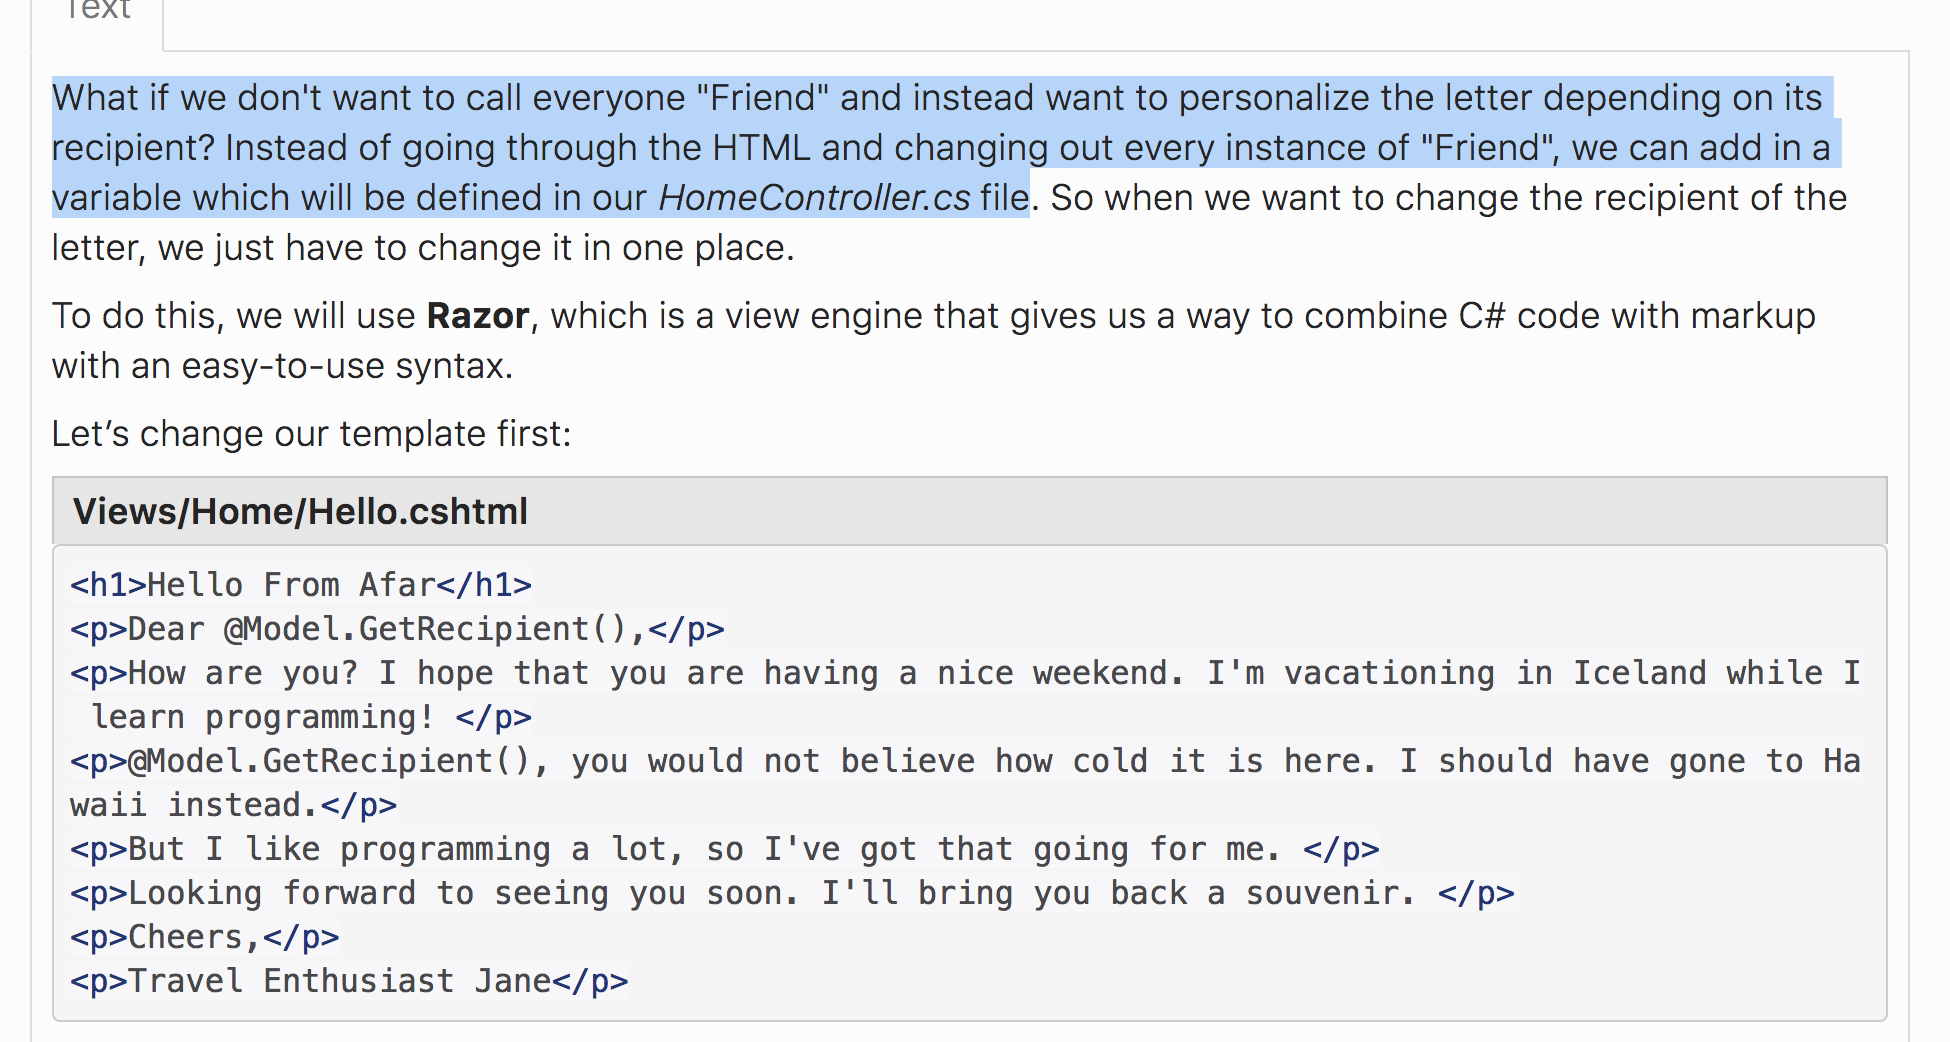 Text
What if we don't want to call everyone "Friend" and instead want to personalize the letter depending on its
recipient? Instead of going through the HTML and changing out every instance of "Friend", we can add in a
variable which will be defined in our HomeController.cs file. So when we want to change the recipient of the
letter, we just have to change it in one place.
To do this, we will use Razor, which is a view engine that gives us a way to combine C# code with markup
with an easy-to-use syntax.
Let’s change our template first:
Views/Home/Hello.cshtml
<h1>Hello From Afar</h1>
<p>Dear @Model.GetRecipient(),</p>
<p>How are you? I hope that you are having a nice weekend. I'm vacationing in Iceland while I
 learn programming! </p>
<p>@Model.GetRecipient(), you would not believe how cold it is here. I should have gone to Ha
waii instead.</p>
<p>But I like programming a lot, so I've got that going for me. </p>
<p>Looking forward to seeing you soon. I'll bring you back a souvenir. </p>
<p>Cheers,</p>
<p>Travel Enthusiast Jane</p>